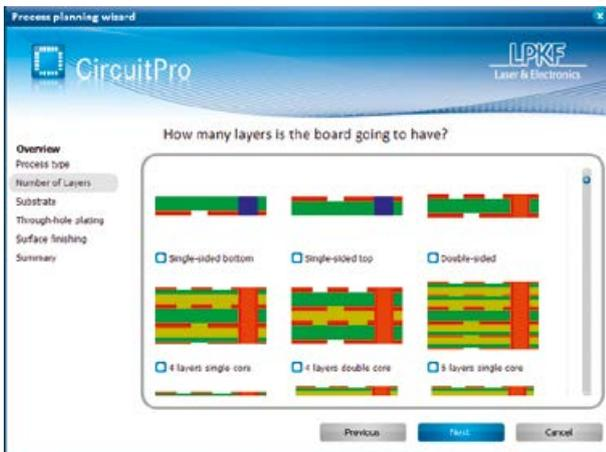 Process planning wizard
x
CircuitPro
LPKF
Laser & Electronics
How many layers is the board going to have?
Overview
Process type
Number of Layers
Substrate
Through-hole plating
Surface finishing
Summary
Single-sided bottom
Single-sided top
Double-sided
4 layers single core
4 layers double core
6 layers single core
Previous
Next
Cancel